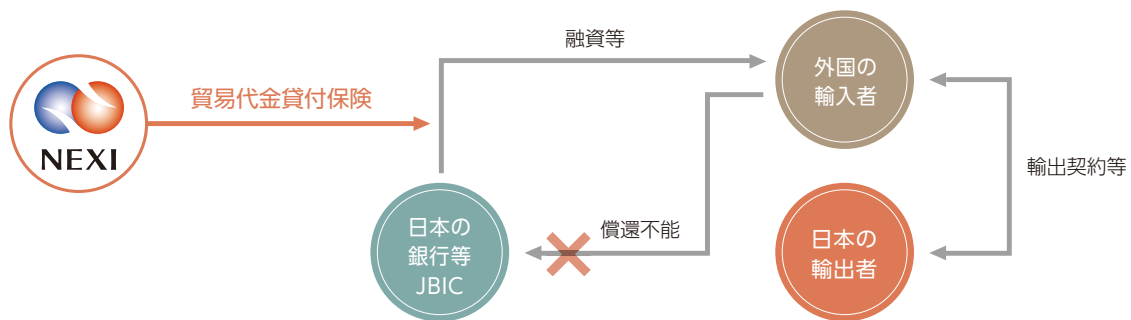 融資等
外国の
輸入者
貿易代金貸付保険
NEXI
輸出契約等
日本の
銀行等
JBIC
償還不能
日本の
輸出者